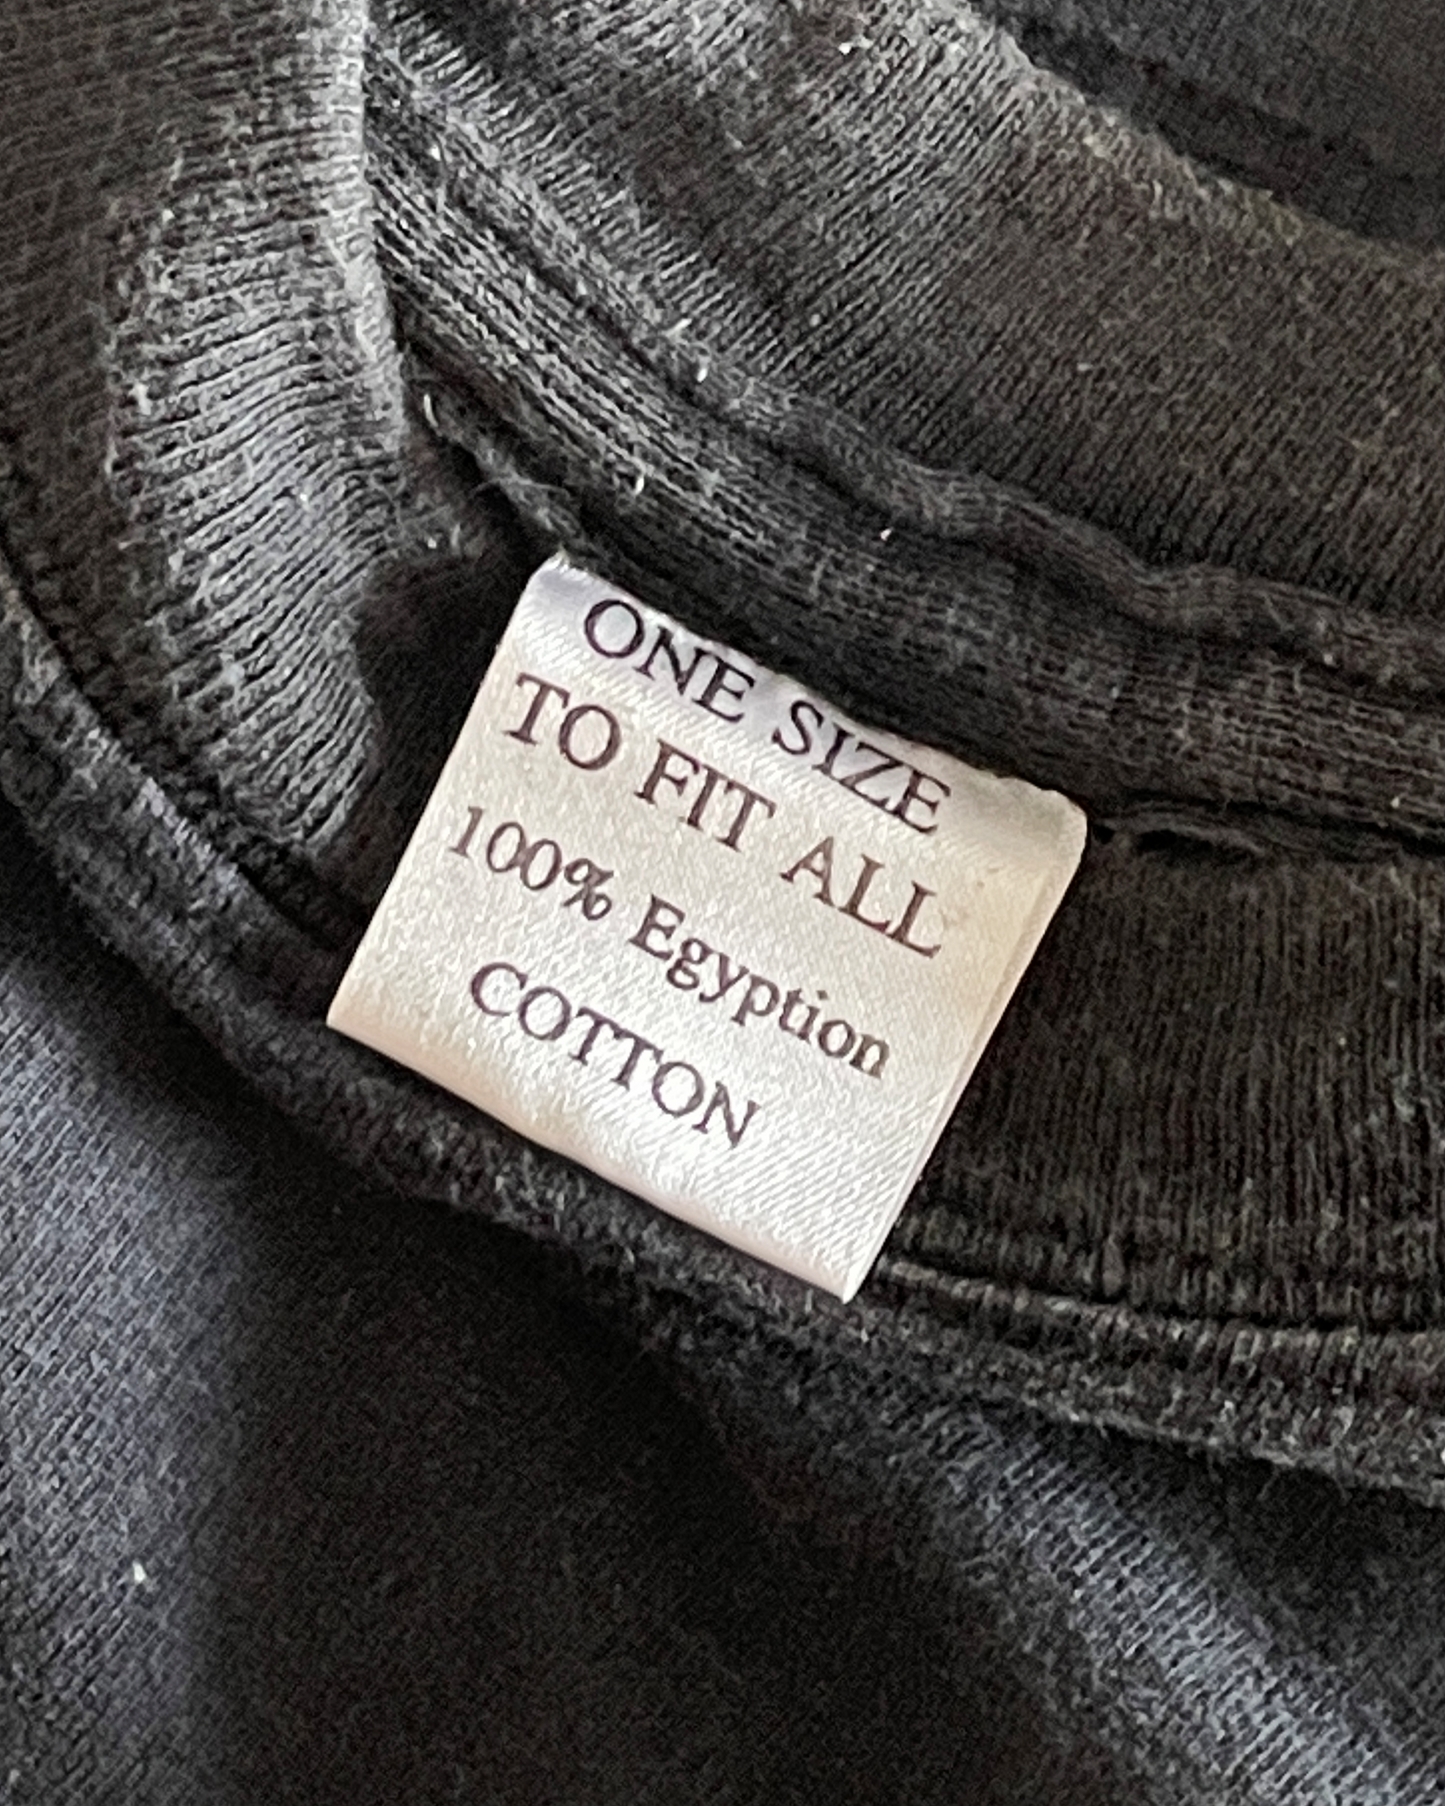 ONE SIZE
TO FIT ALL
100% Egyption
COTTON